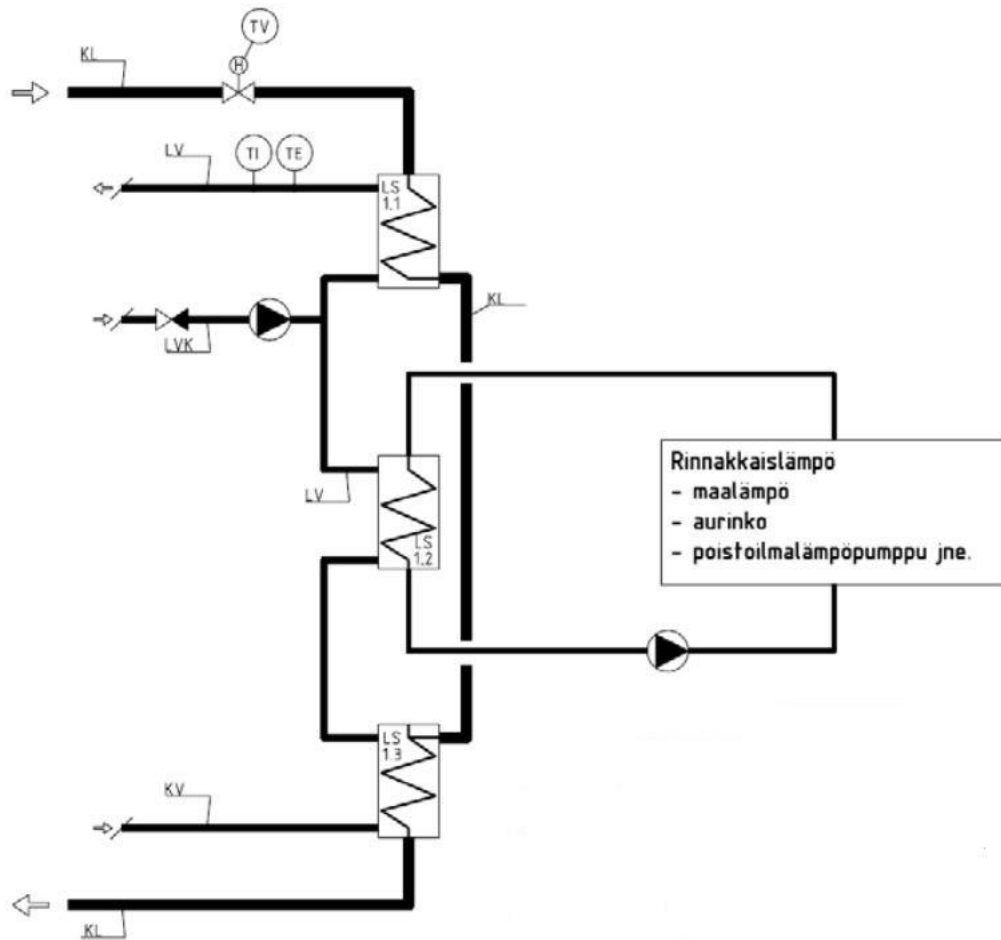 TV
H
KL
LV
TI
TE
LS
1.1
KL
LVK
Rinnakkaislämpö
- maalämpö
- aurinko
- poistoilmalämpöpumppu jne.
LV
LS
1.2
LS
1.3
KV
KL